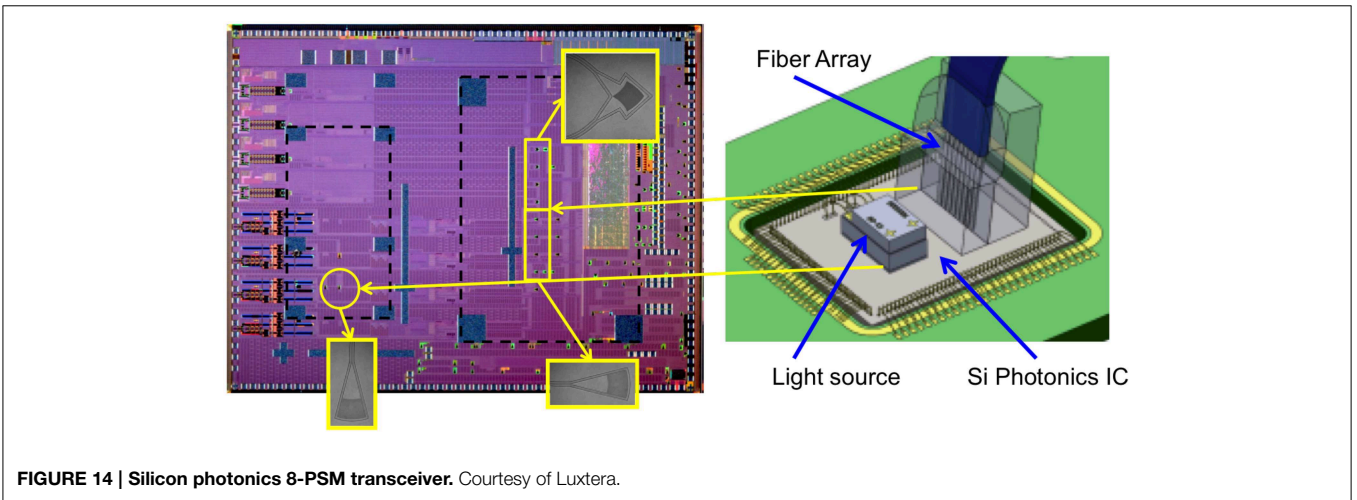 Fiber Array
Light source
Si Photonics IC
FIGURE 14 | Silicon photonics 8-PSM transceiver. Courtesy of Luxtera.